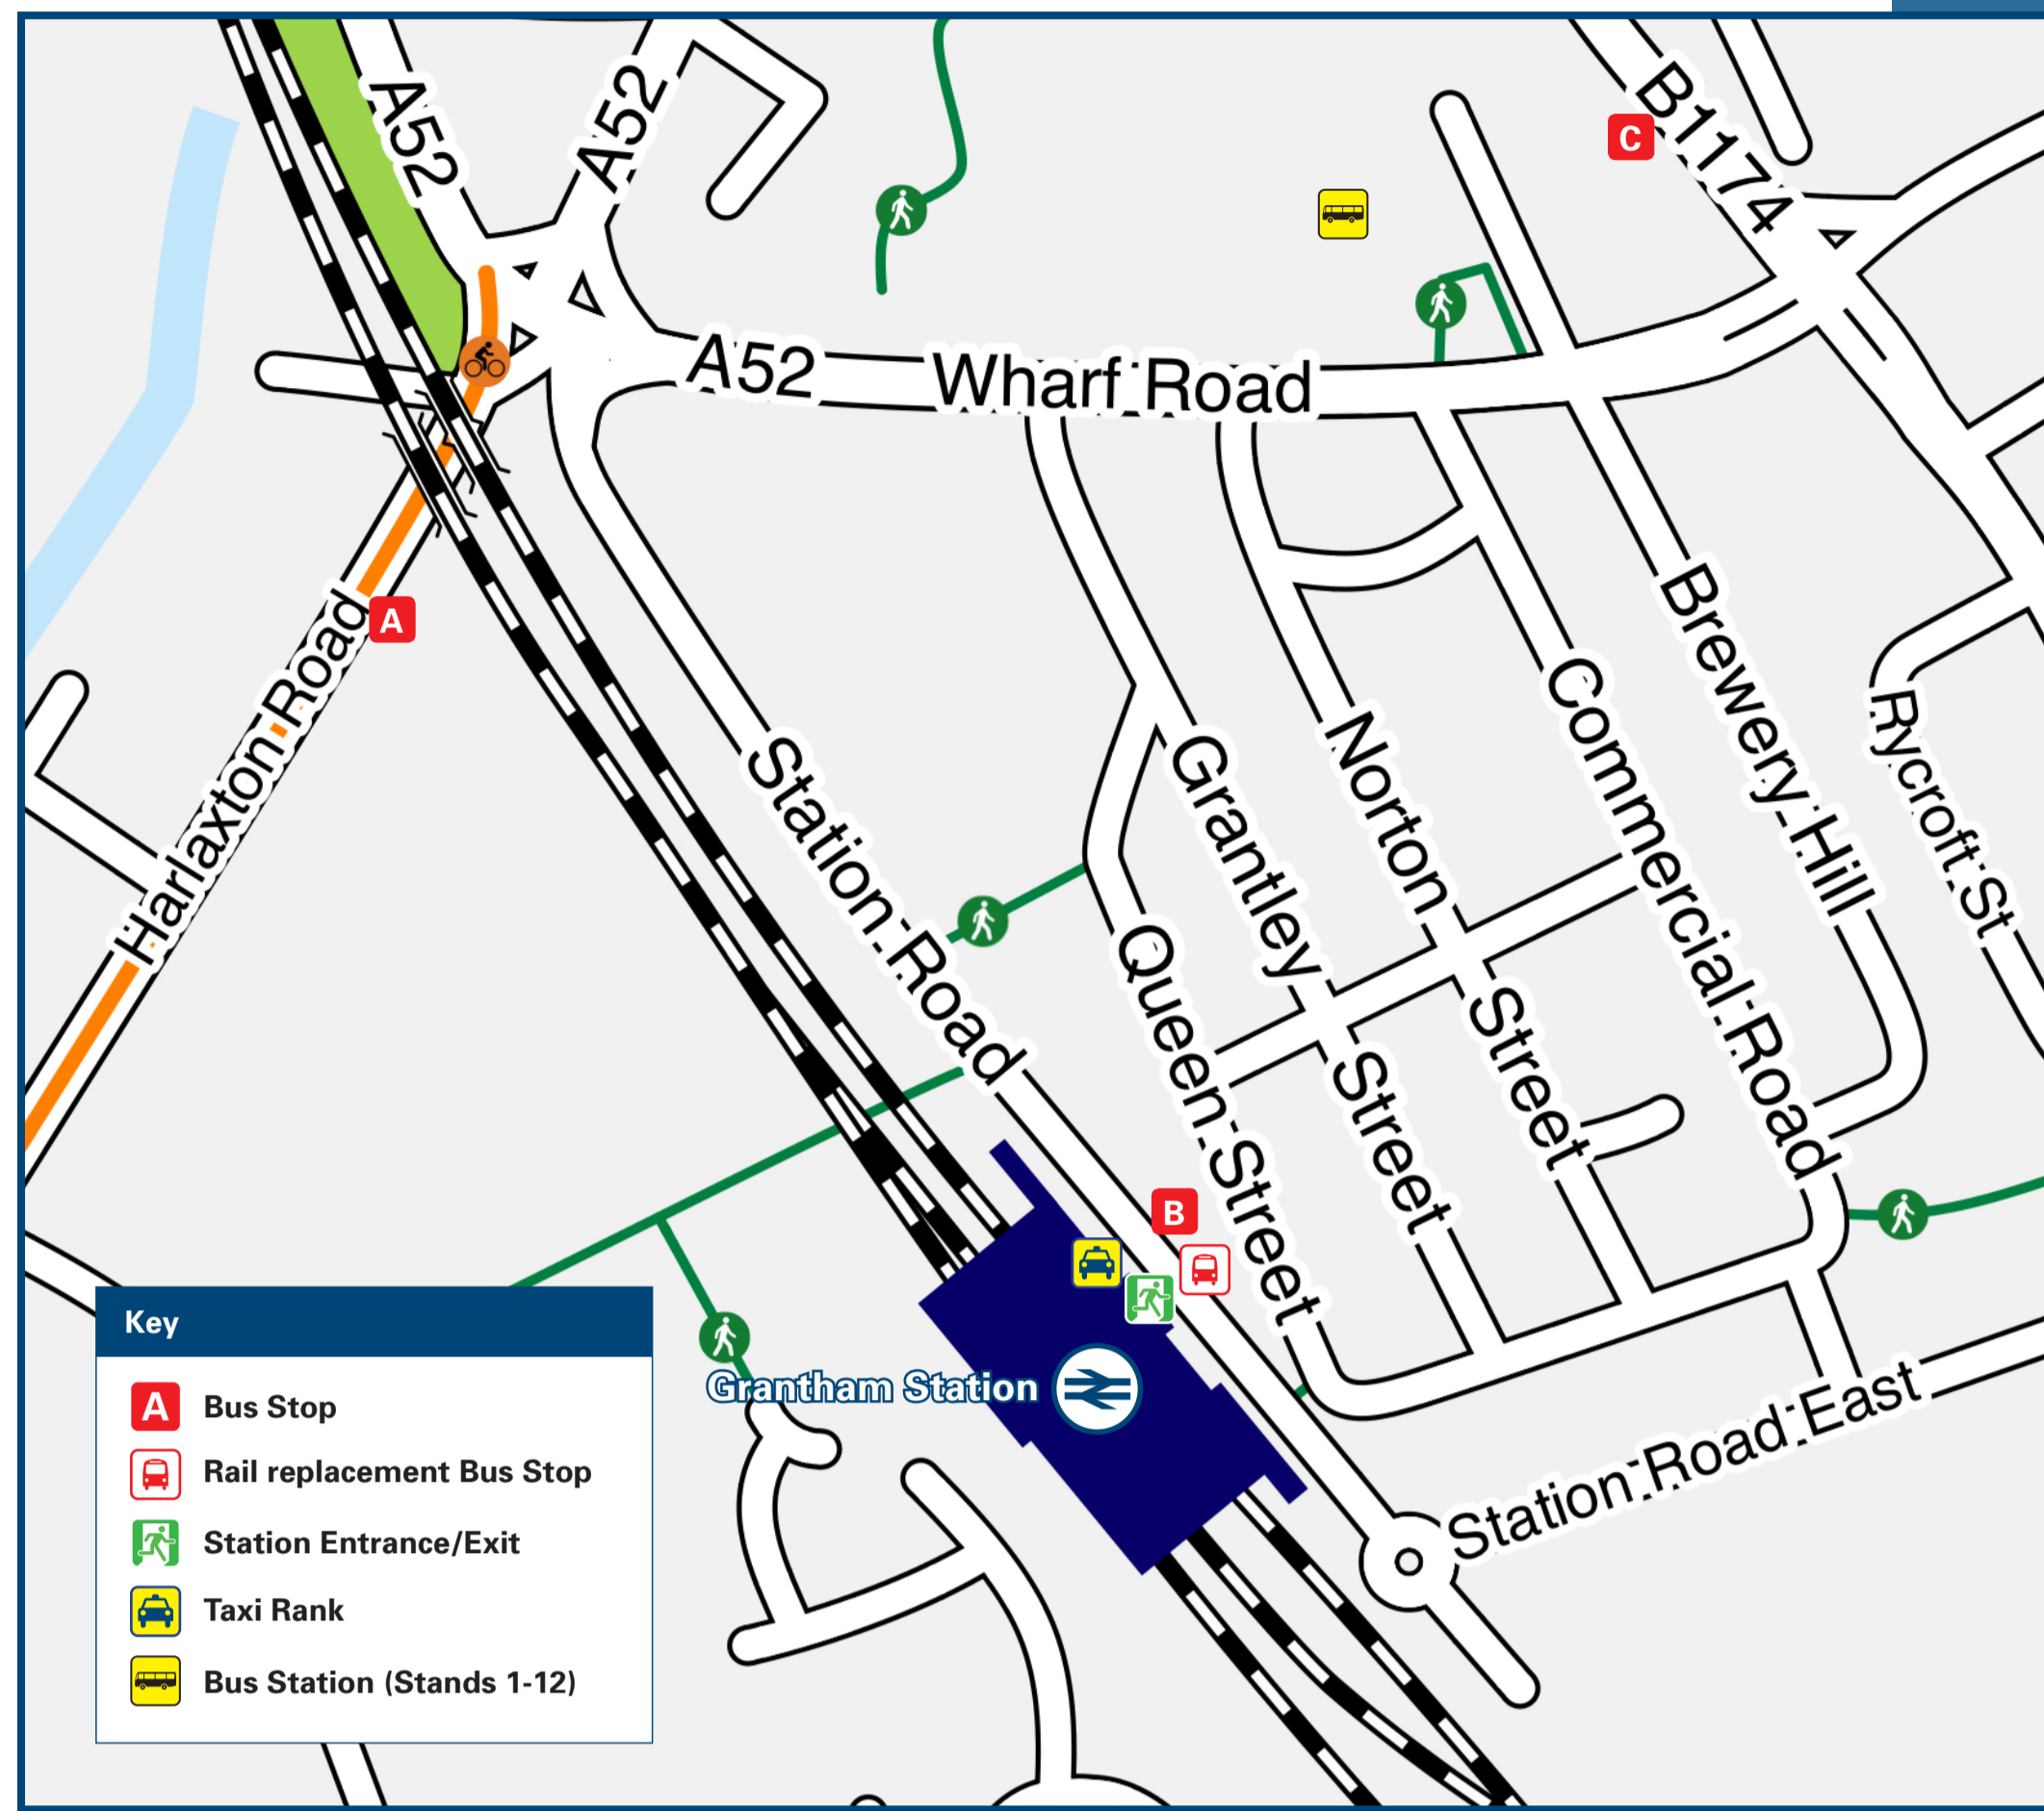 A52
A52
B1174
C
A52
Wharf Road
A
Harlaxton Road
Station Road
Grantley
Street
Norton
Street
Commercial Road
Brewery Hill
Rycroft St
Queen Street
B
Grantham Station
Station Road East
Key
A Bus Stop
Rail replacement Bus Stop
Station Entrance/Exit
Taxi Rank
Bus Station (Stands 1-12)